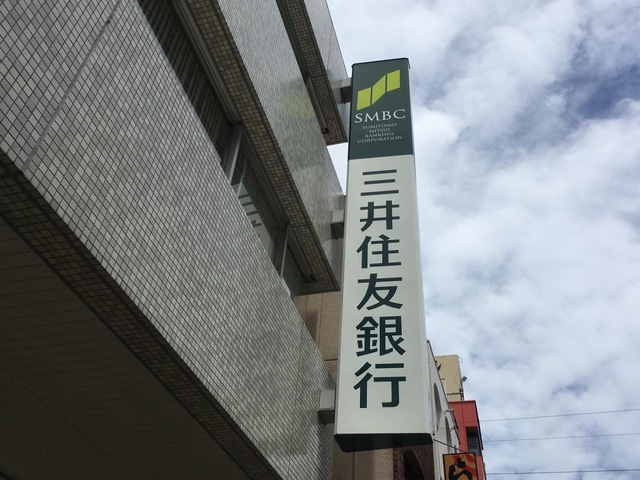 SMBC
SUMITOMO
MITSUI
BANKING
CORPORATION
三井住友銀行